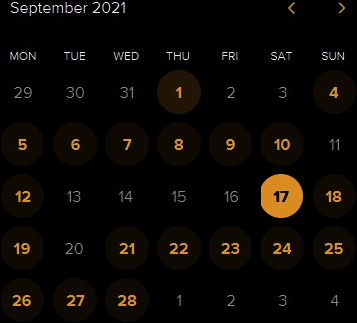 September 2021
MON TUE WED THU FRI SAT SUN
29 30 31 1 2 3 4
5 6 7 8 9 10 11
12 13 14 15 16 17 18
19 20 21 22 23 24 25
26 27 28 1 2 3 4